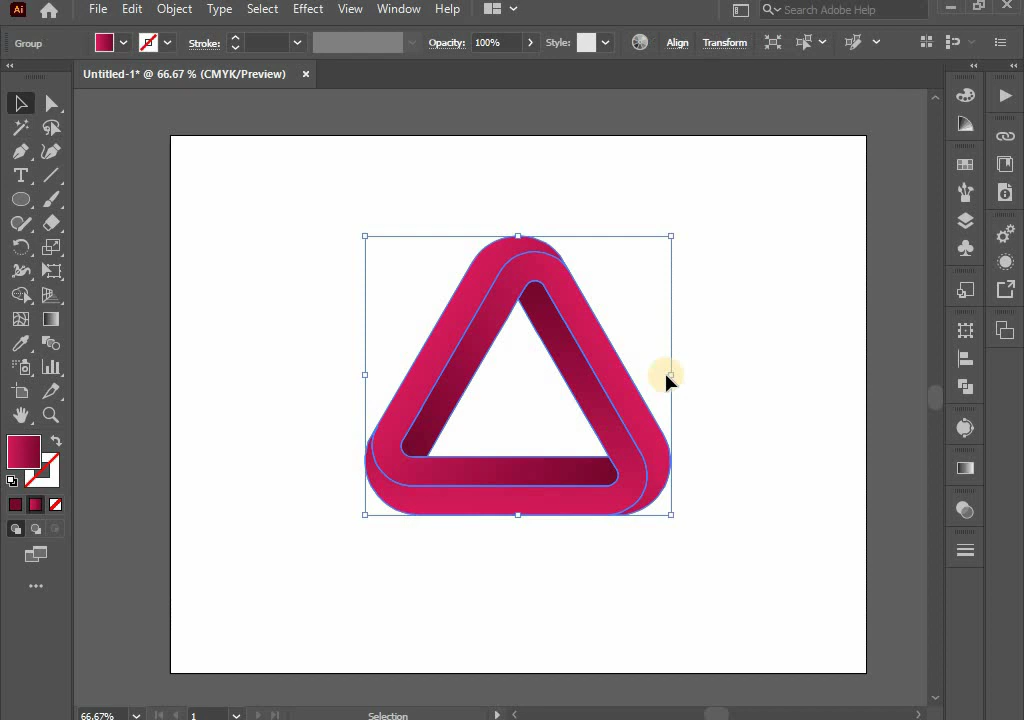 Ai File Edit Object Type Select Effect View Window Help Search Adobe Help
Group Stroke: Opacity: 100% Style: Align Transform
Untitled-1* @ 66.67 % (CMYK/Preview) ×
T
66.67% 1 Selection